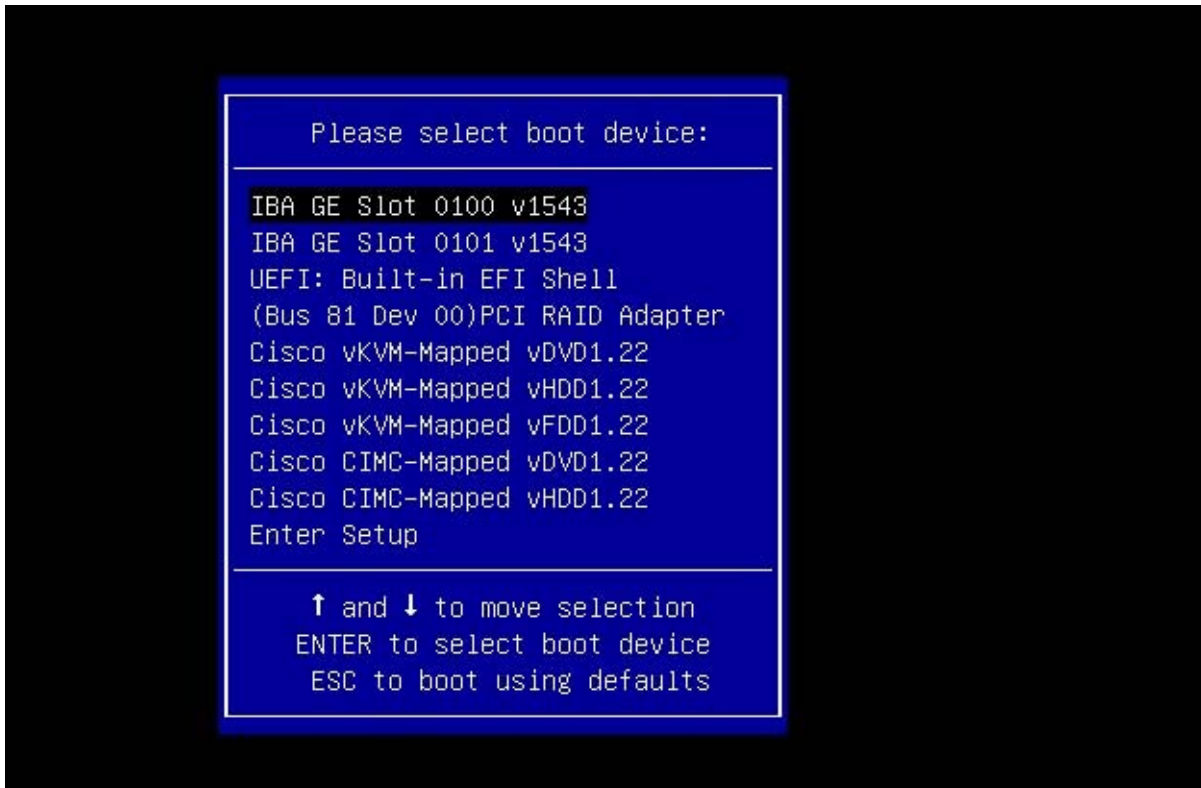 Please select boot device:
IBA GE Slot 0100 v1543
IBA GE Slot 0101 v1543
UEFI: Built-in EFI Shell
(Bus 81 Dev 00)PCI RAID Adapter
Cisco vKVM-Mapped vDVD1.22
Cisco vKVM-Mapped vHDD1.22
Cisco vKVM-Mapped vFDD1.22
Cisco CIMC-Mapped vDVD1.22
Cisco CIMC-Mapped vHDD1.22
Enter Setup
↑ and ↓ to move selection
ENTER to select boot device
ESC to boot using defaults